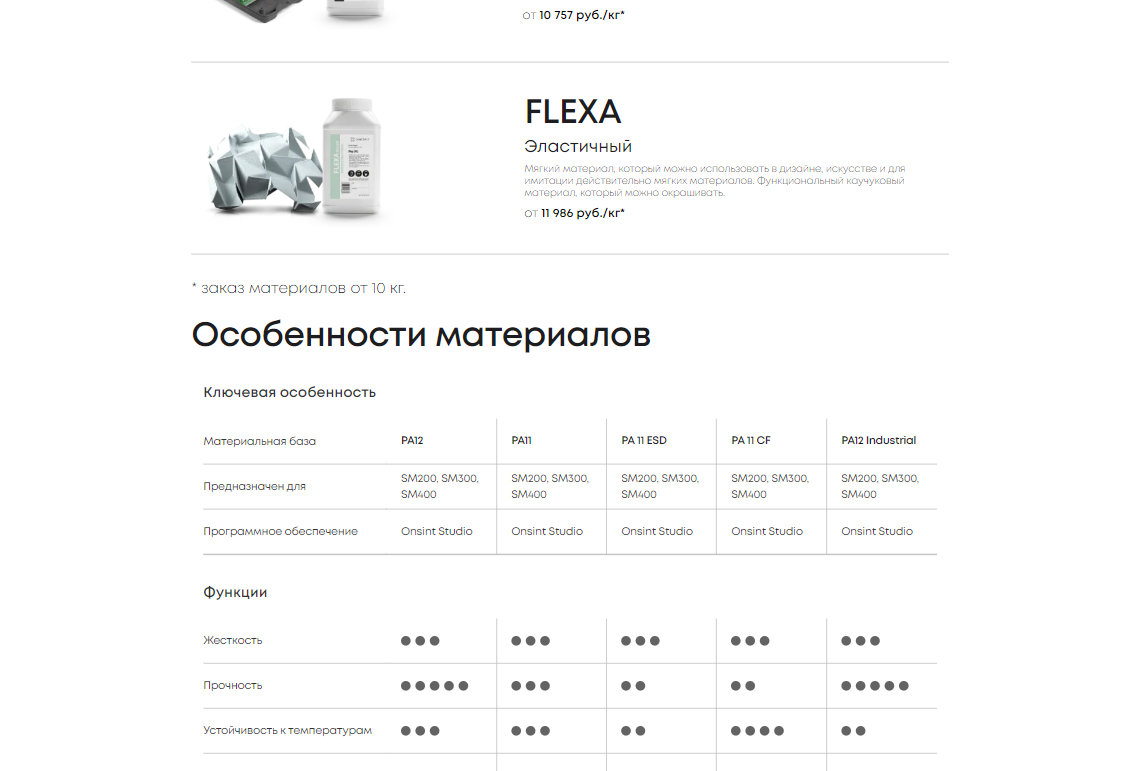 от 10 757 руб./кг*
FLEXA
FLEXA
Эластичный
Мягкий материал, который можно использовать в дизайне, искусстве и для
имитации действительно мягких материалов. Функциональный каучуковый
материал, который можно окрашивать.
от 11 986 руб./кг*
* заказ материалов от 10 кг.
Особенности материалов
Ключевая особенность
Материальная база PA12 PA11 PA 11 ESD PA 11 CF PA12 Industrial
Предназначен для SM200, SM300, SM400 SM200, SM300, SM400 SM200, SM300, SM400 SM200, SM300, SM400 SM200, SM300, SM400
Программное обеспечение Onsint Studio Onsint Studio Onsint Studio Onsint Studio Onsint Studio
Функции
Жесткость
Прочность
Устойчивость к температурам